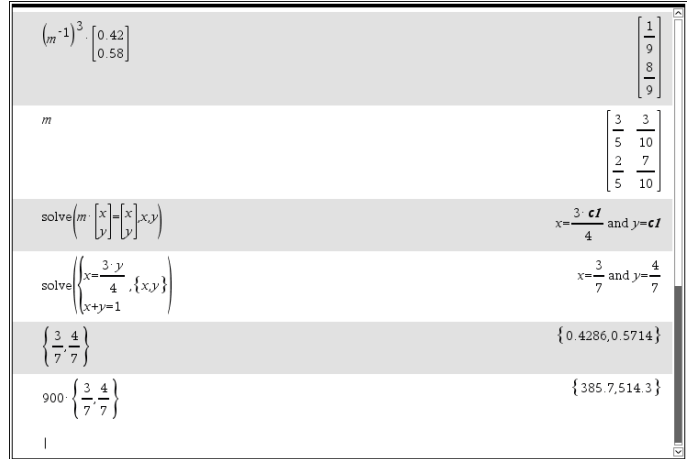 (m⁻¹)³·[0.42
0.58]
[1/9
8/9]
m
[3/5 3/10
2/5 7/10]
solve(m·[x y]=[x y],x,y)
x=3·c1/4 and y=c1
solve({x=3·y/4
x+y=1,{x,y})
x=3/7 and y=4/7
{3/7,4/7}
{0.4286,0.5714}
900·{3/7,4/7}
{385.7,514.3}